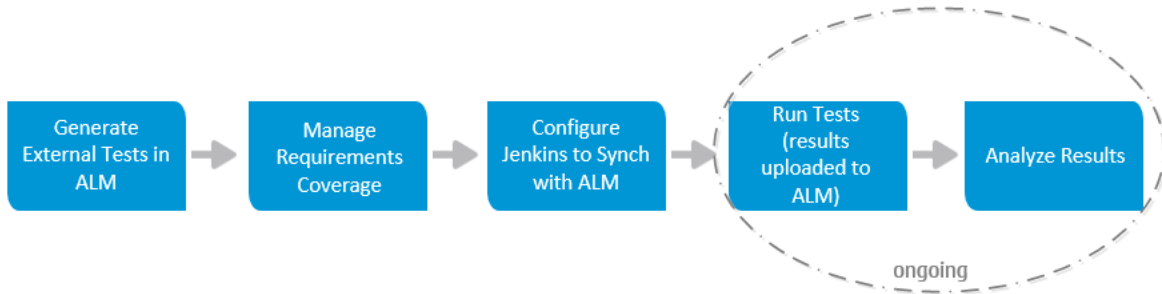 Generate
External Tests in
ALM
Manage
Requirements
Coverage
Configure
Jenkins to Synch
with ALM
Run Tests
(results
uploaded to
ALM)
Analyze Results
ongoing